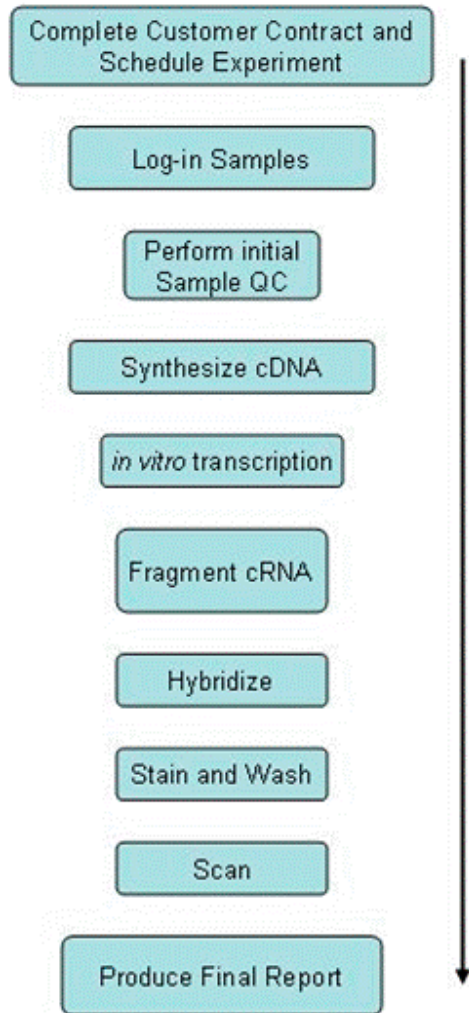 Complete Customer Contract and
Schedule Experiment
Log-in Samples
Perform initial
Sample QC
Synthesize cDNA
in vitro transcription
Fragment cRNA
Hybridize
Stain and Wash
Scan
Produce Final Report